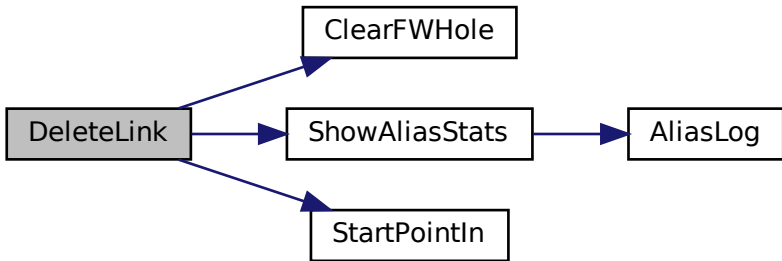 ClearFWHole
DeleteLink
ShowAliasStats
AliasLog
StartPointIn